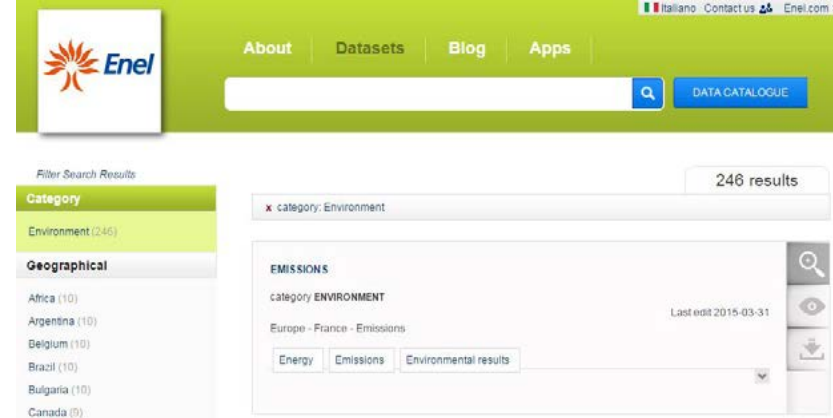 Italiano Contact us Enel.com
Enel
About Datasets Blog Apps
DATA CATALOGUE
Filter Search Results
246 results
Category
x category: Environment
Environment (246)
Geographical
EMISSIONS
Africa (10)
category ENVIRONMENT
Last edit 2015-03-31
Argentina (10)
Europe - France - Emissions
Belgium (10)
Energy Emissions Environmental results
Brazil (10)
Bulgaria (10)
Canada (9)